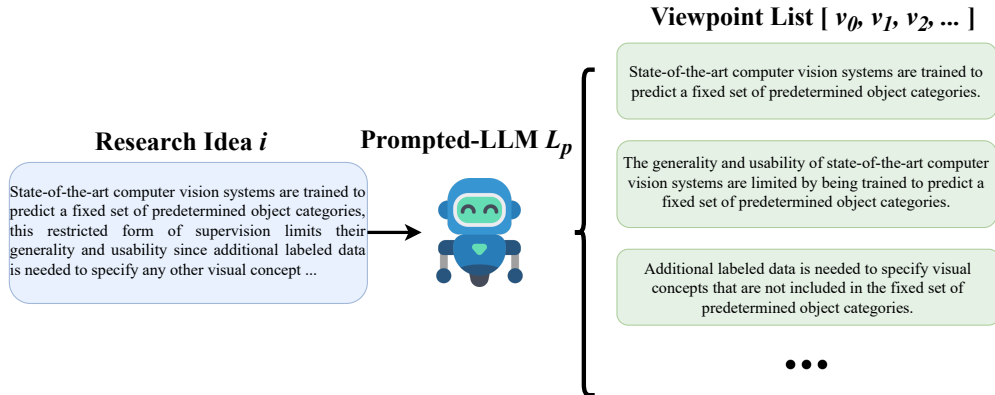 Research Idea i
State-of-the-art computer vision systems are trained to
predict a fixed set of predetermined object categories,
this restricted form of supervision limits their
generality and usability since additional labeled data
is needed to specify any other visual concept ...
Prompted-LLM L_p
Viewpoint List [ v_0, v_1, v_2, ... ]
State-of-the-art computer vision systems are trained to
predict a fixed set of predetermined object categories.
The generality and usability of state-of-the-art computer
vision systems are limited by being trained to predict a
fixed set of predetermined object categories.
Additional labeled data is needed to specify visual
concepts that are not included in the fixed set of
predetermined object categories.
•••